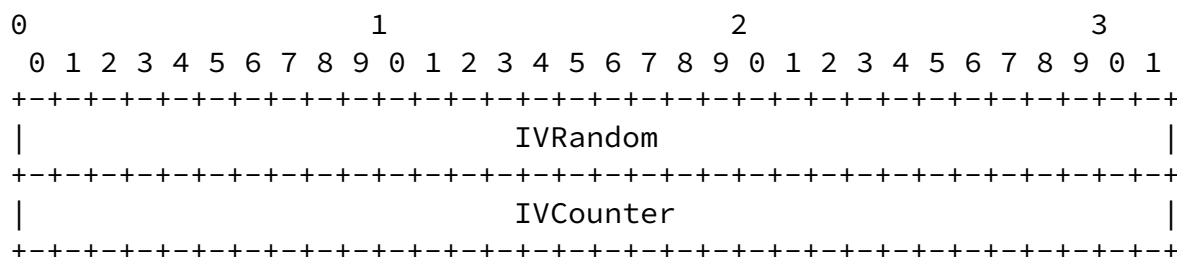 0                   1                   2                   3
 0 1 2 3 4 5 6 7 8 9 0 1 2 3 4 5 6 7 8 9 0 1 2 3 4 5 6 7 8 9 0 1
+-+-+-+-+-+-+-+-+-+-+-+-+-+-+-+-+-+-+-+-+-+-+-+-+-+-+-+-+-+-+-+-+
|                           IVRandom                            |
+-+-+-+-+-+-+-+-+-+-+-+-+-+-+-+-+-+-+-+-+-+-+-+-+-+-+-+-+-+-+-+-+
|                           IVCounter                           |
+-+-+-+-+-+-+-+-+-+-+-+-+-+-+-+-+-+-+-+-+-+-+-+-+-+-+-+-+-+-+-+-+